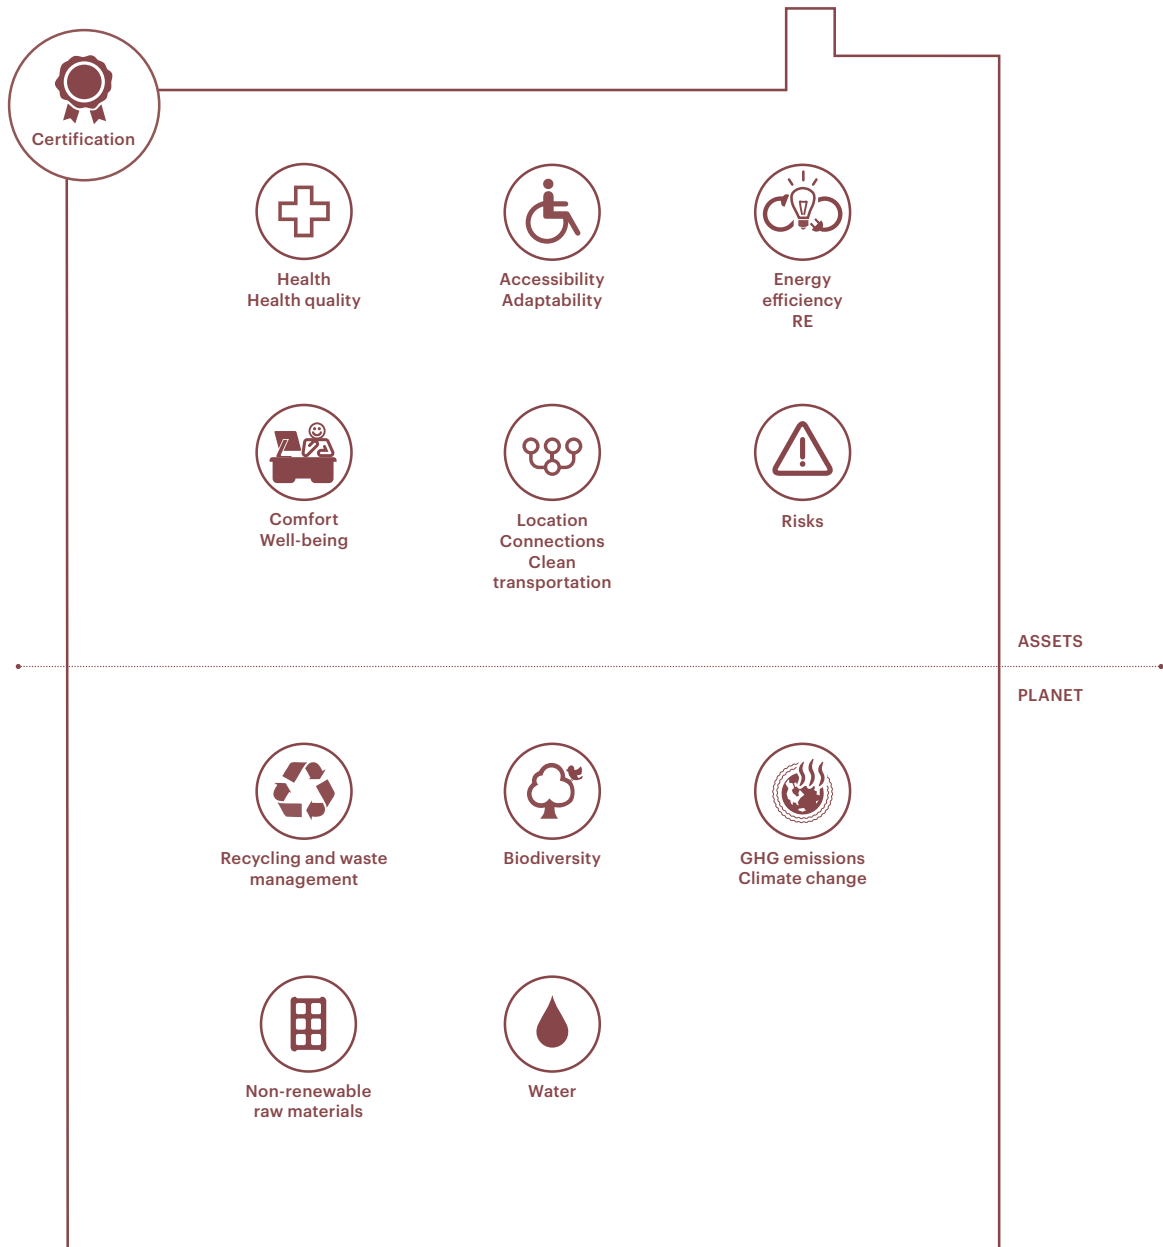 Certification
Health
Health quality
Accessibility
Adaptability
Energy
efficiency
RE
Comfort
Well-being
Location
Connections
Clean
transportation
Risks
ASSETS
PLANET
Recycling and waste
management
Biodiversity
GHG emissions
Climate change
Non-renewable
raw materials
Water